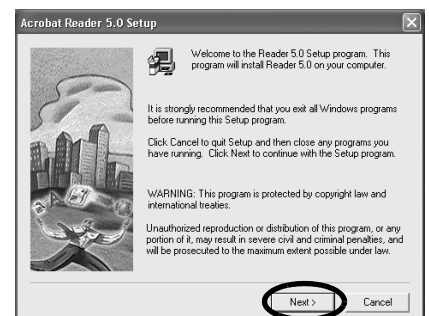 Acrobat Reader 5.0 Setup
Welcome to the Reader 5.0 Setup program. This
program will install Reader 5.0 on your computer.
It is strongly recommended that you exit all Windows programs
before running this Setup program.
Click Cancel to quit Setup and then close any programs you
have running. Click Next to continue with the Setup program.
WARNING: This program is protected by copyright law and
international treaties.
Unauthorized reproduction or distribution of this program, or any
portion of it, may result in severe civil and criminal penalties, and
will be prosecuted to the maximum extent possible under law.
Next >
Cancel